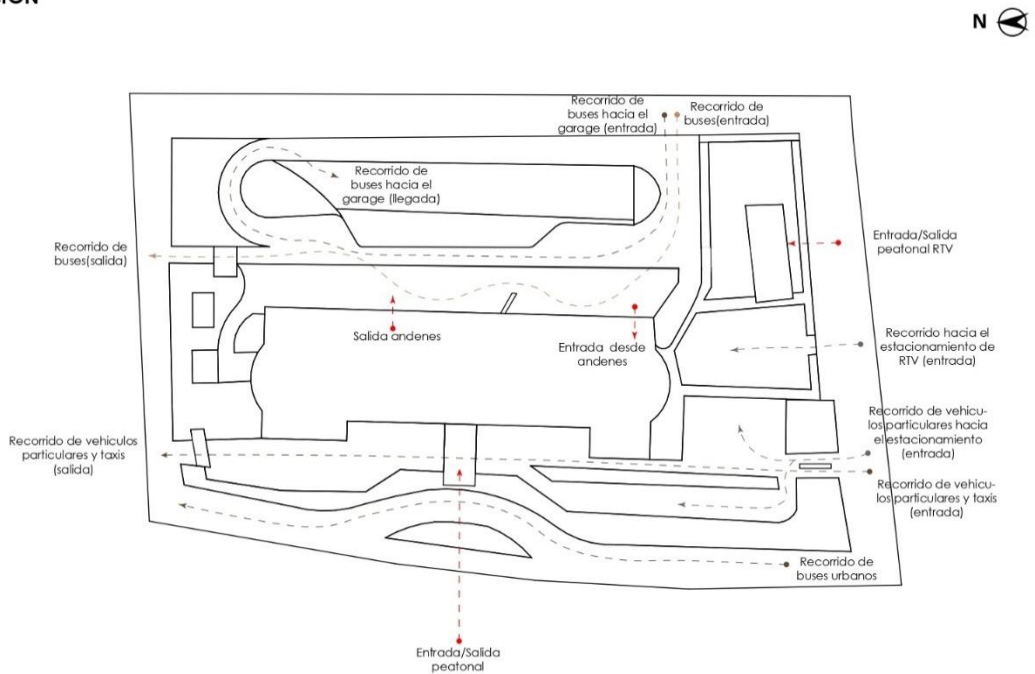 N
Recorrido de
buses hacia el
garage (entrada)
Recorrido de
buses(entrada)
Recorrido de
buses hacia el
garage (llegada)
Recorrido de
buses(salida)
Entrada/Salida
peatonal RTV
Salida andenes
Entrada desde
andenes
Recorrido hacia el
estacionamiento de
RTV (entrada)
Recorrido de vehiculos
particulares y taxis
(salida)
Recorrido de vehicu-
los particulares hacia
el estacionamiento
(entrada)
Recorrido de vehicu-
los particulares y taxis
(entrada)
Recorrido de
buses urbanos
Entrada/Salida
peatonal